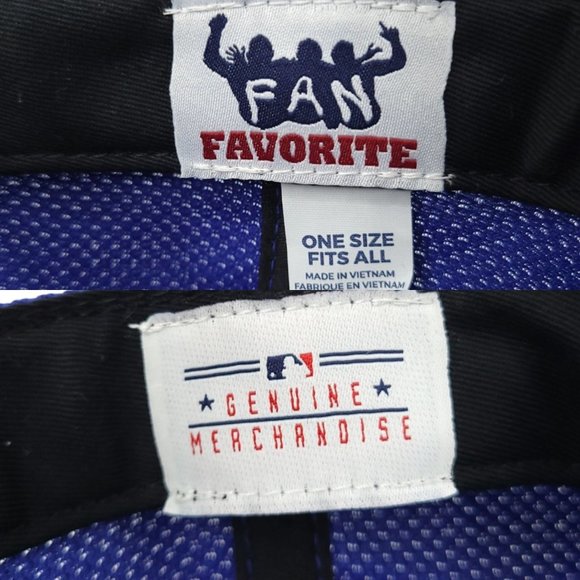 FAN
FAVORITE
ONE SIZE
FITS ALL
MADE IN VIETNAM
FABRIQUE EN VIETNAM
GENUINE
MERCHANDISE